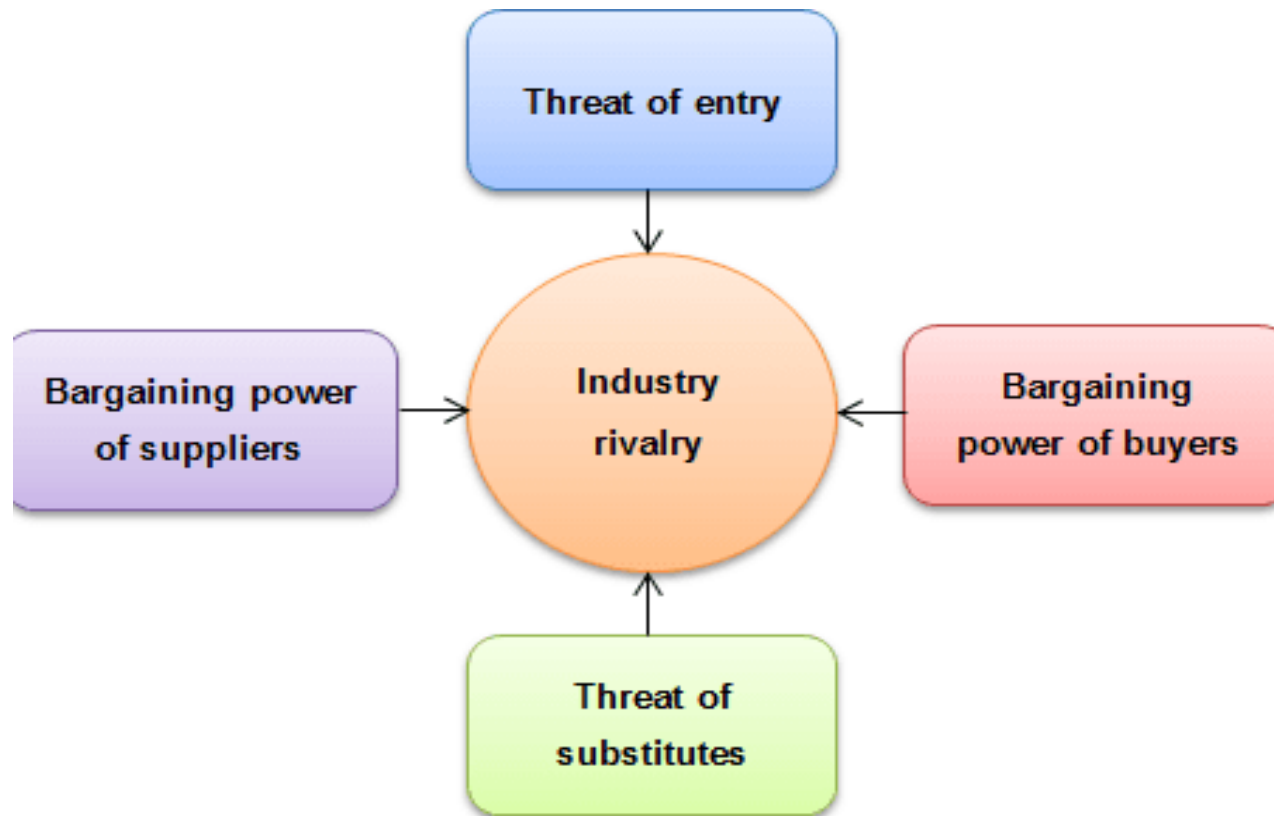 Threat of entry
Bargaining power
of suppliers
Industry
rivalry
Bargaining
power of buyers
Threat of
substitutes